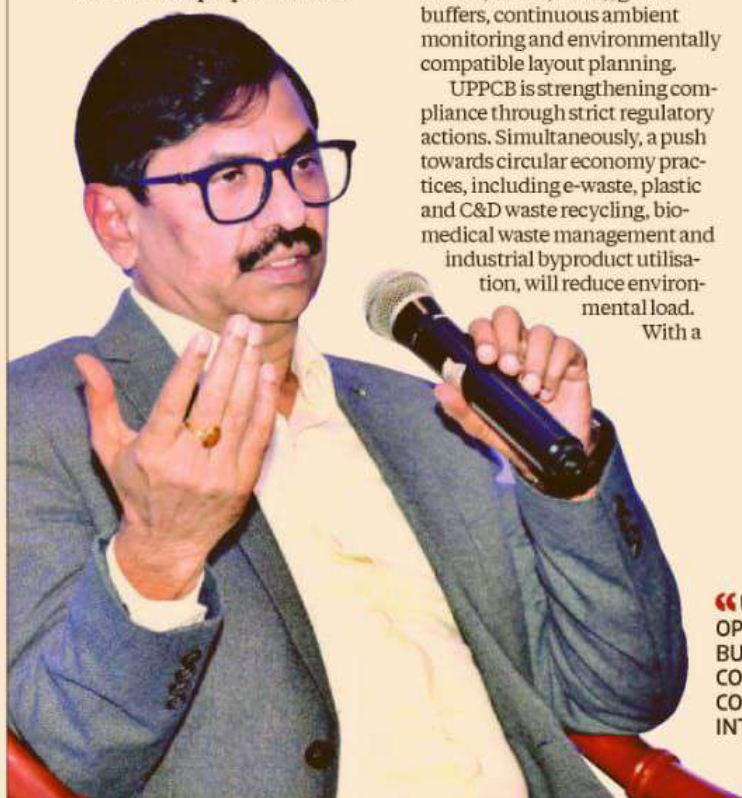 buffers, continuous ambient
monitoring and environmentally
compatible layout planning.
UPPCB is strengthening com-
pliance through strict regulatory
actions. Simultaneously, a push
towards circular economy prac-
tices, including e-waste, plastic
and C&D waste recycling, bio-
medical waste management and
industrial byproduct utilisa-
tion, will reduce environ-
mental load.
With a
“
OP
BU
CO
CO
INT